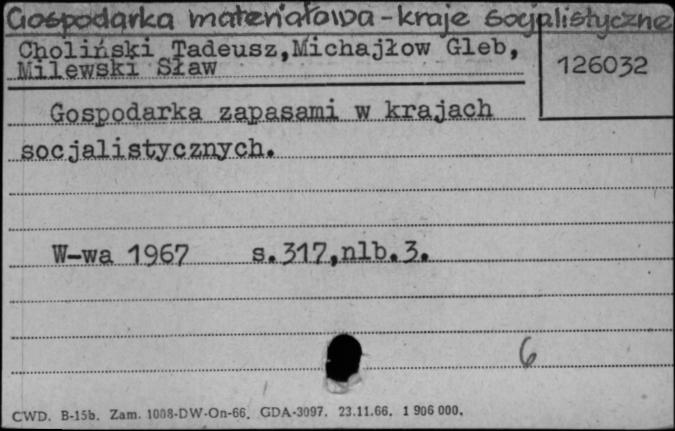 Gospodarka materiałowa - kraje socjalistyczne
Choliński Tadeusz, Michajłow Gleb,
Milewski Sław
126032
Gospodarka zapasami w krajach
socjalistycznych.
W-wa 1967 s. 317, nlb. 3.
6
CWD. B-15b. Zam. 1008-DW-On-66. GDA-3097. 23.11.66. 1 906 000.